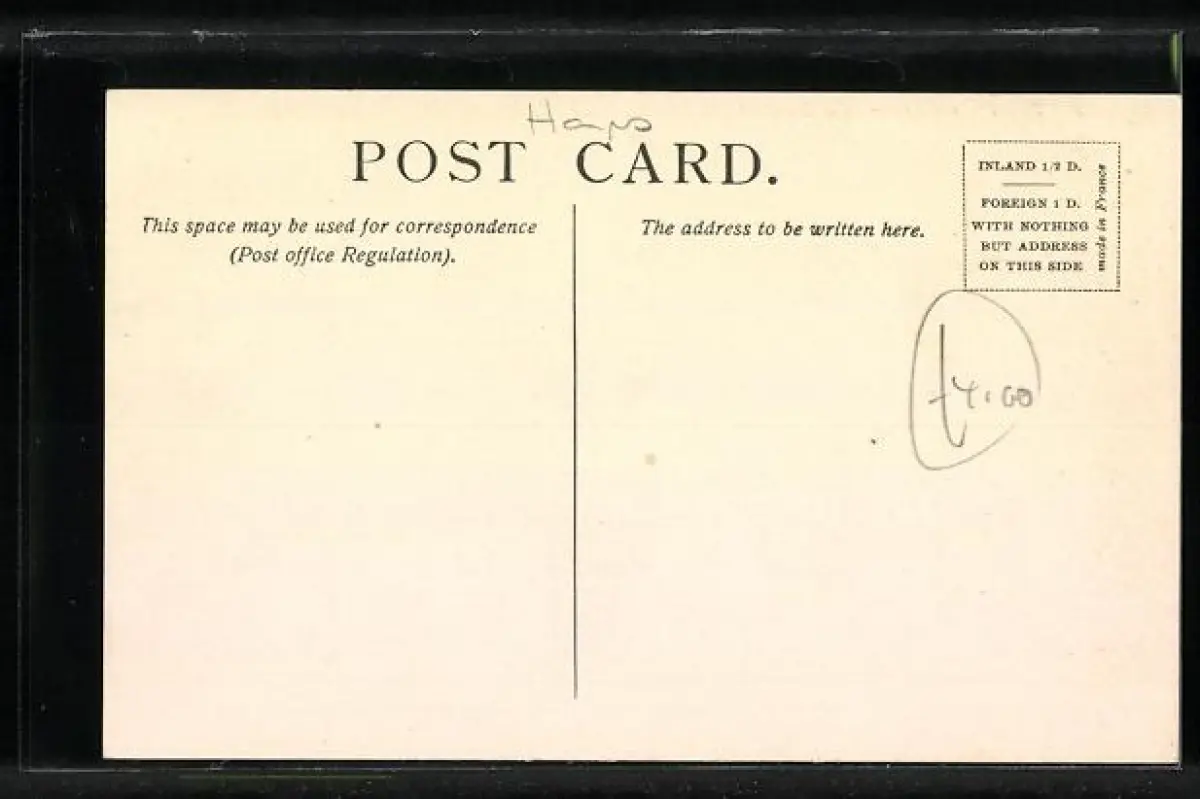 POST CARD.
This space may be used for correspondence
(Post office Regulation).
The address to be written here.
INLAND 1/2 D.
FOREIGN 1 D.
WITH NOTHING
BUT ADDRESS
ON THIS SIDE
made in France
£4.00